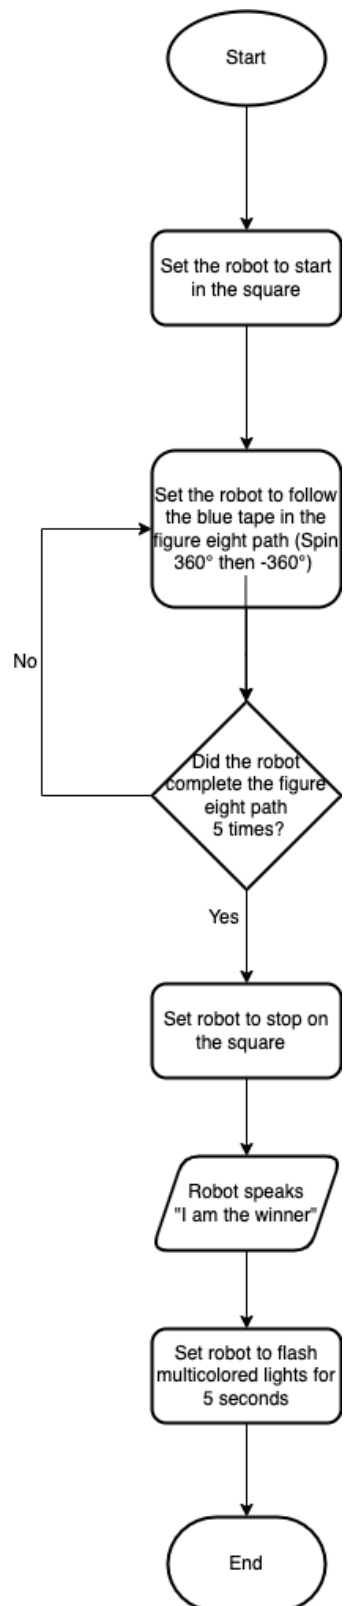 Start
Set the robot to start
in the square
Set the robot to follow
the blue tape in the
figure eight path (Spin
360° then -360°)
No
Did the robot
complete the figure
eight path
5 times?
Yes
Set robot to stop on
the square
Robot speaks
"I am the winner"
Set robot to flash
multicolored lights for
5 seconds
End